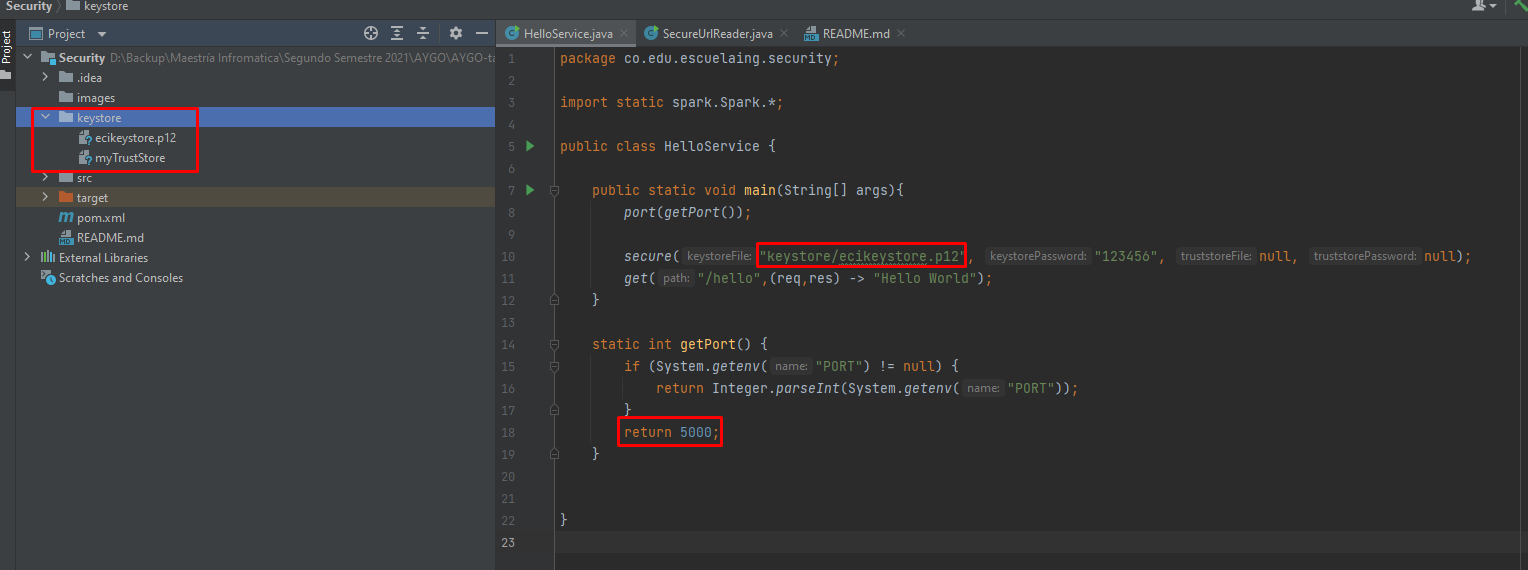 Security keystore
Project
Project
HelloService.java SecureUrlReader.java README.md
Security D:\Backup\Maestría Infromatica\Segundo Semestre 2021\AYGO\AYGO-ta
.idea
images
keystore
ecikeystore.p12
myTrustStore
src
target
pom.xml
README.md
External Libraries
Scratches and Consoles
1 package co.edu.escuelaing.security;
2
3 import static spark.Spark.*;
4
5 public class HelloService {
6
7 public static void main(String[] args){
8 port(getPort());
9
10 secure( keystoreFile: "keystore/ecikeystore.p12", keystorePassword: "123456", truststoreFile: null, truststorePassword: null);
11 get( path: "/hello",(req,res) -> "Hello World");
12 }
13
14 static int getPort() {
15 if (System.getenv( name: "PORT") != null) {
16 return Integer.parseInt(System.getenv( name: "PORT"));
17 }
18 return 5000;
19 }
20
21
22 }
23